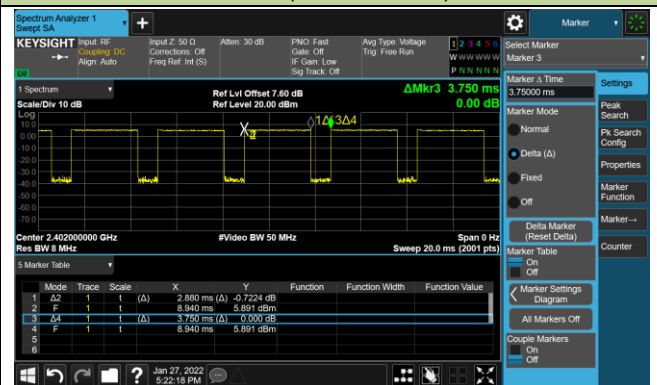 Spectrum Analyzer 1
Swept SA
Marker
KEYSIGHT
Input: RF
Coupling: DC
Align: Auto
Input Z: 50 Ω
Corrections: Off
Freq Ref: Int (S)
Atten: 30 dB
PNO: Fast
Gate: Off
IF Gain: Low
Sig Track: Off
Avg Type: Voltage
Trig: Free Run
1 2 3 4 5 6
W W W W W W
P N N N N N
LW
Select Marker
Marker 3
1 Spectrum
Scale/Div 10 dB
Ref Lvl Offset 7.60 dB
Ref Level 20.00 dBm
ΔMkr3 3.750 ms
0.00 dB
Log
10.0
0.00
-10.0
-20.0
-30.0
-40.0
-50.0
-60.0
-70.0
1Δ2
3Δ4
Center 2.402000000 GHz
Res BW 8 MHz
#Video BW 50 MHz
Span 0 Hz
Sweep 20.0 ms (2001 pts)
5 Marker Table
Mode Trace Scale X Y Function Function Width Function Value
1 Δ2 1 t (Δ) 2.880 ms (Δ) -0.7224 dB
2 F 1 t 8.940 ms 5.891 dBm
3 Δ4 1 t (Δ) 3.750 ms (Δ) 0.000 dB
4 F 1 t 8.940 ms 5.891 dBm
5
6
Marker Δ Time
3.75000 ms
Marker Mode
Normal
Delta (Δ)
Fixed
Off
Delta Marker
(Reset Delta)
Marker Table
On
Off
Marker Settings
Diagram
All Markers Off
Couple Markers
On
Off
Settings
Peak
Search
Pk Search
Config
Properties
Marker
Function
Marker→
Counter
Jan 27, 2022
5:22:18 PM